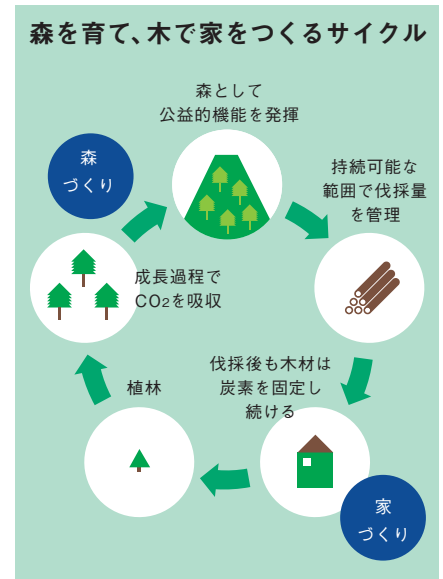 森を育て、木で家をつくるサイクル
森として
公益的機能を発揮
森
づくり
持続可能な
範囲で伐採量
を管理
成長過程で
CO2を吸収
伐採後も木材は
炭素を固定し
続ける
植林
家
づくり